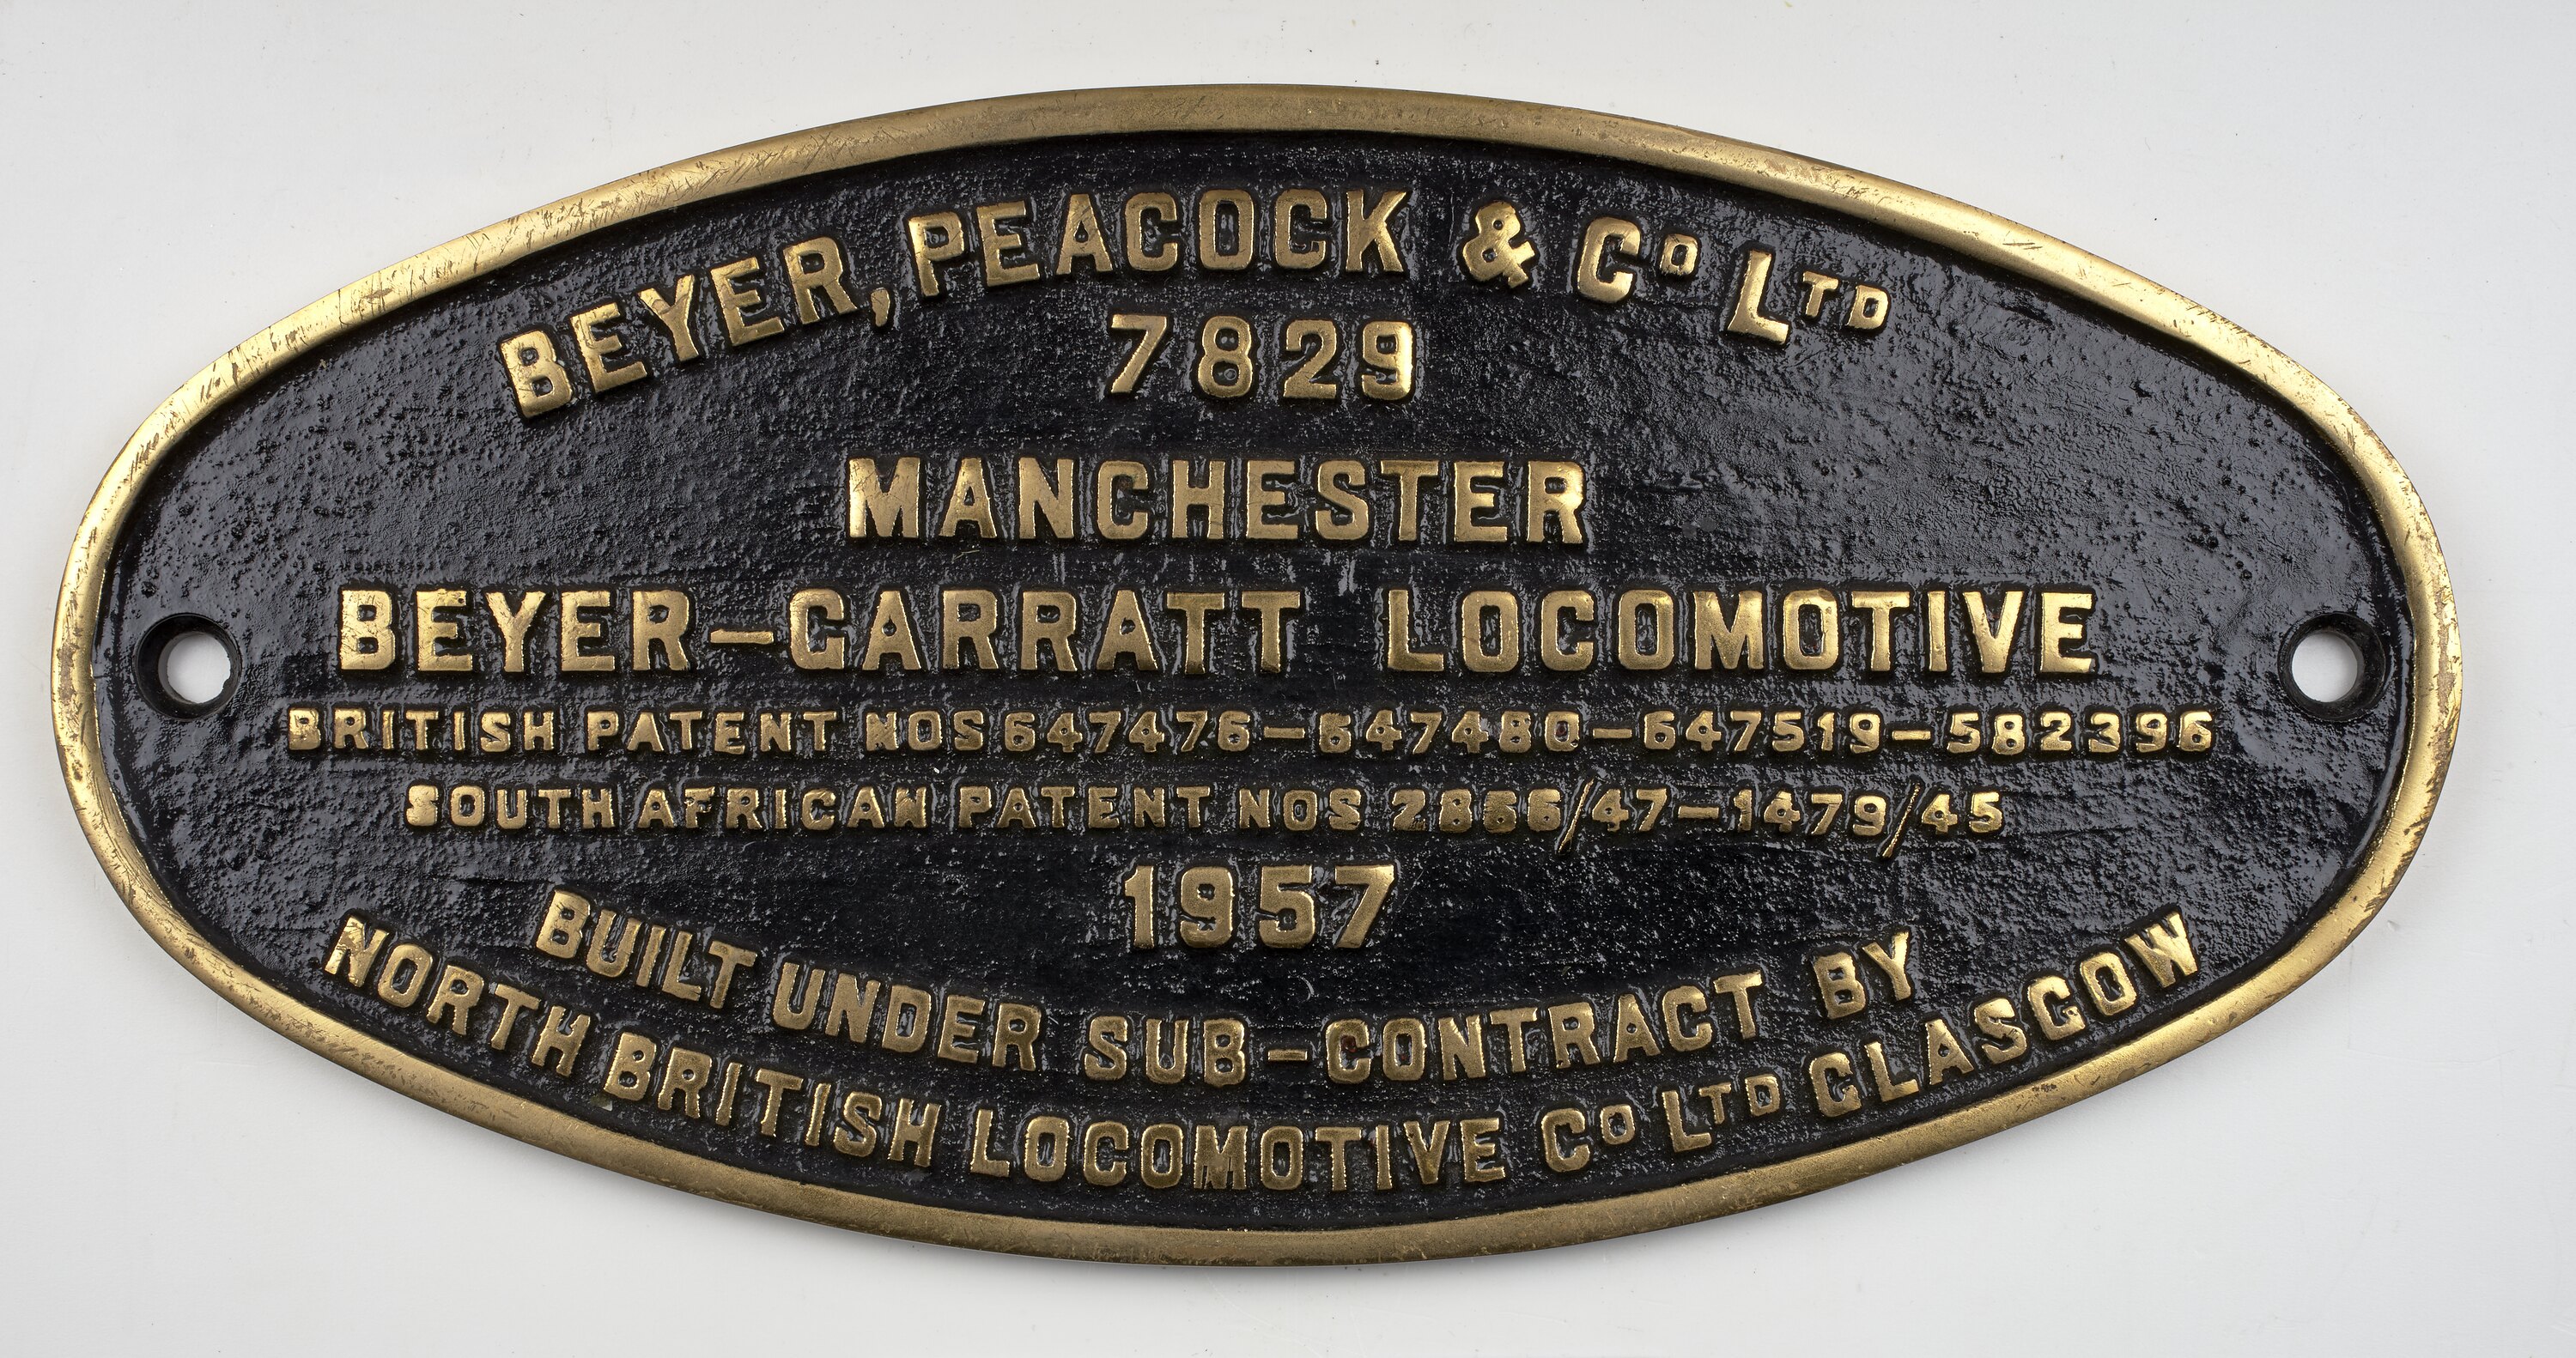 BEYER, PEACOCK & Co LTD
7829
MANCHESTER
BEYER-GARRATT LOCOMOTIVE
BRITISH PATENT NOS 647476-647480-647519-582396
SOUTH AFRICAN PATENT NOS 2866/47-1479/45
1957
BUILT UNDER SUB-CONTRACT BY
NORTH BRITISH LOCOMOTIVE Co LTD GLASGOW